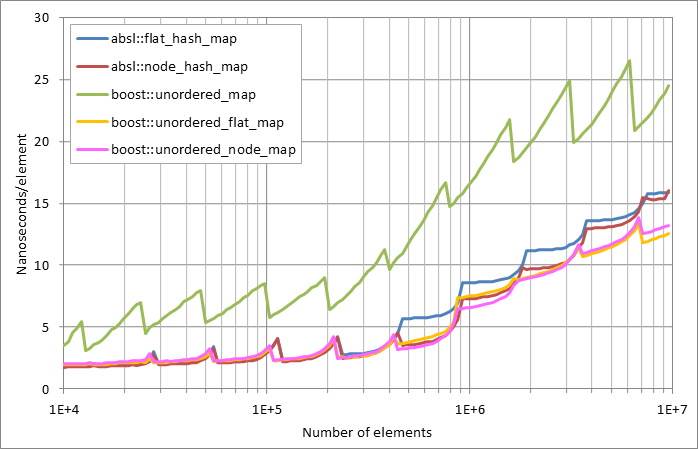 30
25
20
15
10
5
0
Nanoseconds/element
absl::flat_hash_map
absl::node_hash_map
boost::unordered_map
boost::unordered_flat_map
boost::unordered_node_map
1E+4
1E+5
1E+6
1E+7
Number of elements